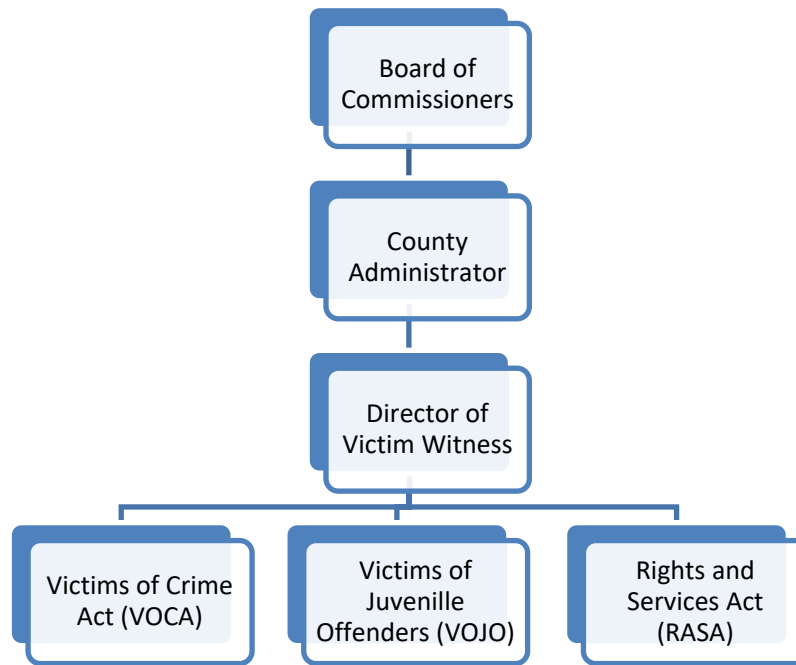 Board of
Commissioners
County
Administrator
Director of
Victim Witness
Victims of Crime
Act (VOCA)
Victims of
Juvenille
Offenders (VOJO)
Rights and
Services Act
(RASA)